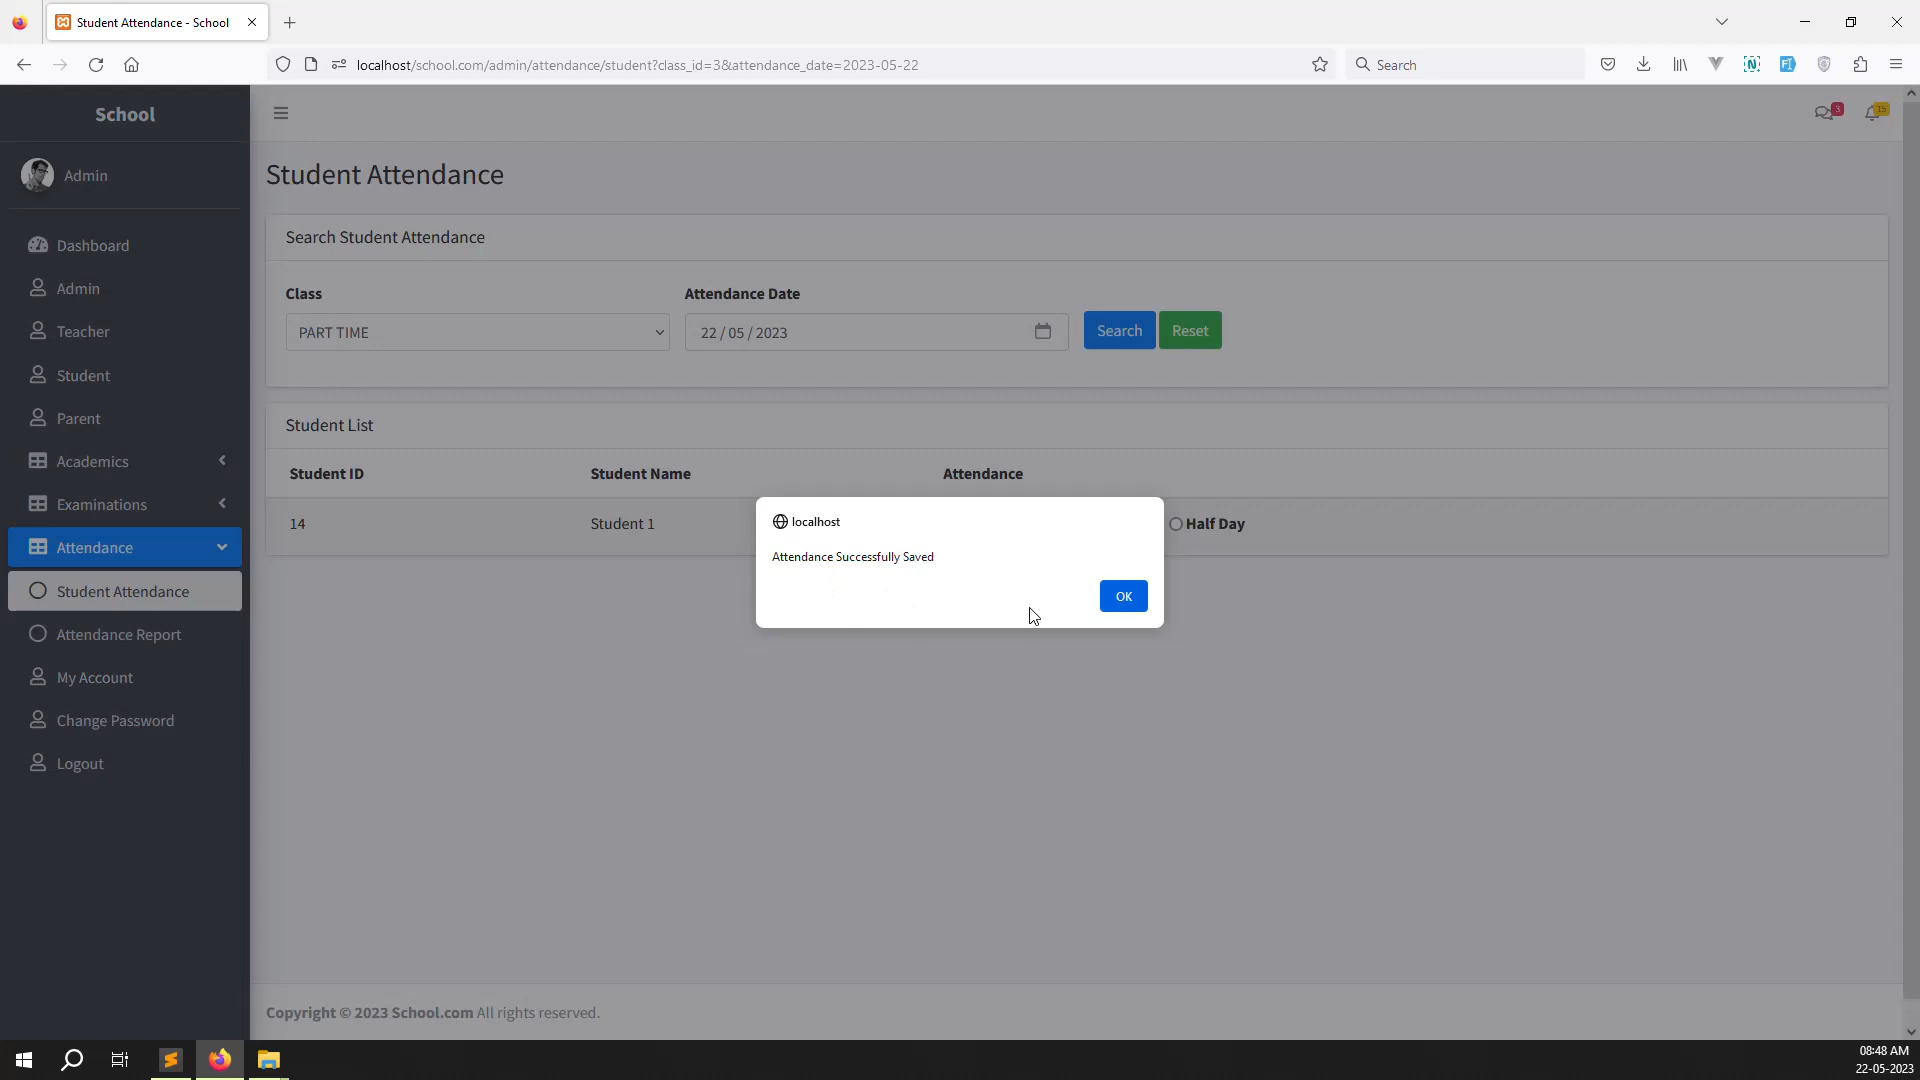 Student Attendance - School
localhost/school.com/admin/attendance/student?class_id=3&attendance_date=2023-05-22
Search
School
3
15
Admin
Student Attendance
Search Student Attendance
Dashboard
Admin
Class
Attendance Date
Teacher
PART TIME
22 / 05 / 2023
Search
Reset
Student
Parent
Student List
Academics
Student ID
Student Name
Attendance
Examinations
14
Student 1
Half Day
localhost
Attendance Successfully Saved
OK
Attendance
Student Attendance
Attendance Report
My Account
Change Password
Logout
Copyright © 2023 School.com All rights reserved.
08:48 AM
22-05-2023